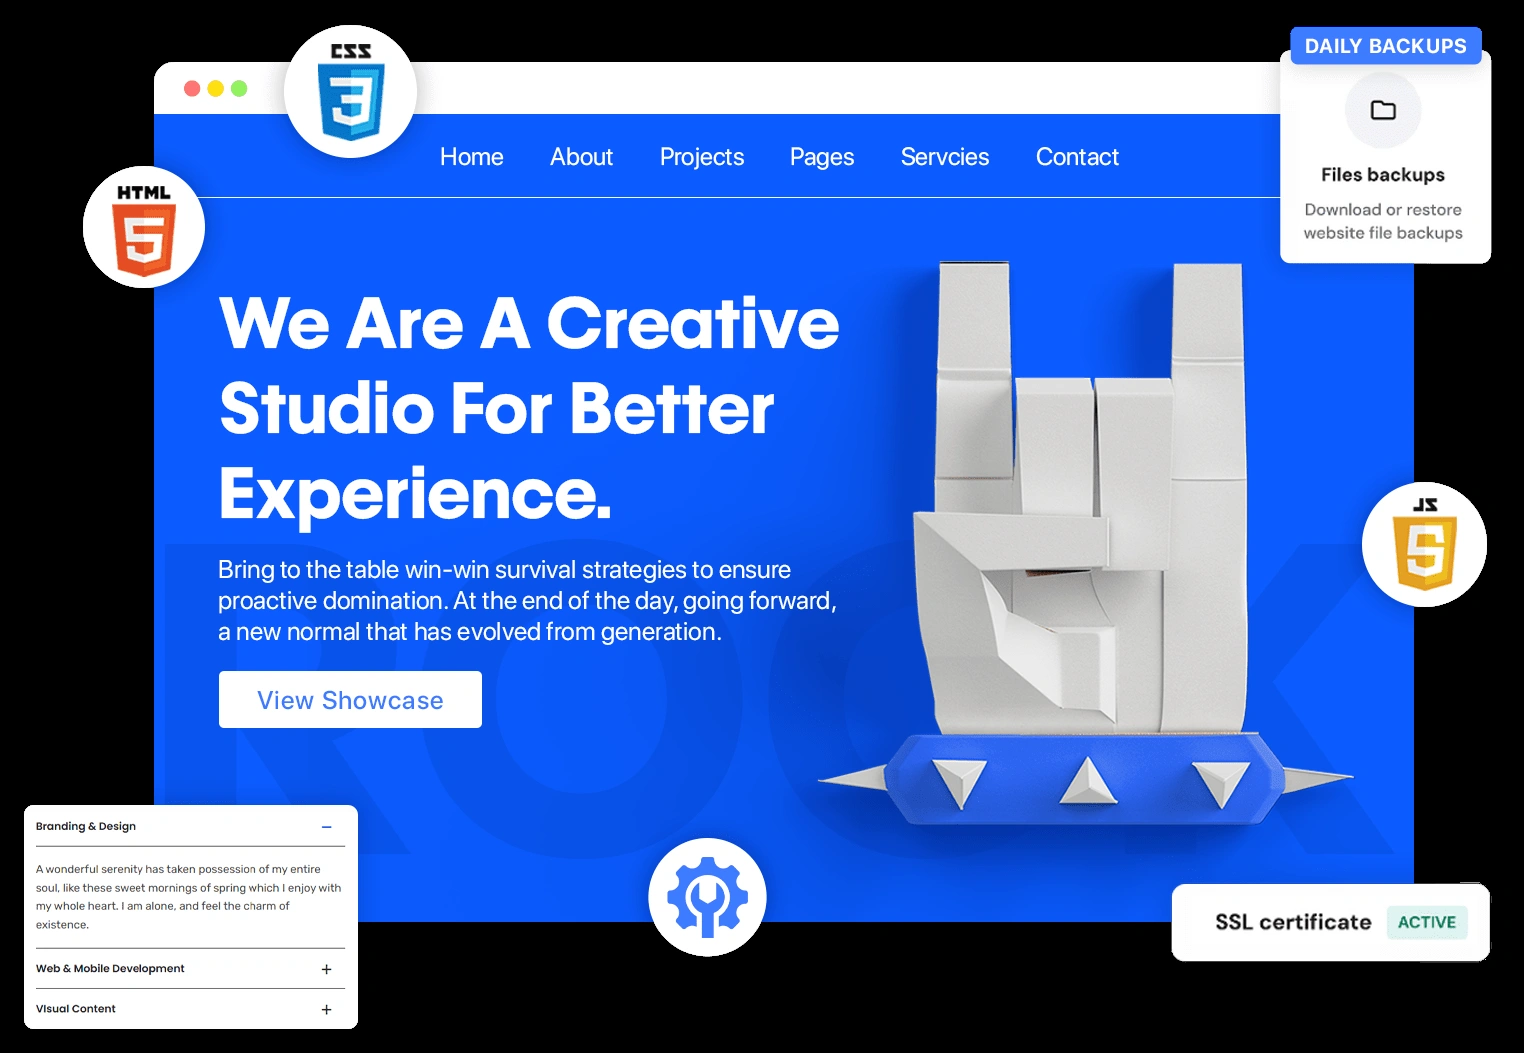 CSS
3
DAILY BACKUPS
Files backups
Download or restore
website file backups
HTML
5
Home About Projects Pages Servcies Contact
We Are A Creative
Studio For Better
Experience.
ROCK
Bring to the table win-win survival strategies to ensure
proactive domination. At the end of the day, going forward,
a new normal that has evolved from generation.
View Showcase
JS
5
Branding & Design
A wonderful serenity has taken possession of my entire
soul, like these sweet mornings of spring which I enjoy with
my whole heart. I am alone, and feel the charm of
existence.
Web & Mobile Development
VIsual Content
SSL certificate ACTIVE